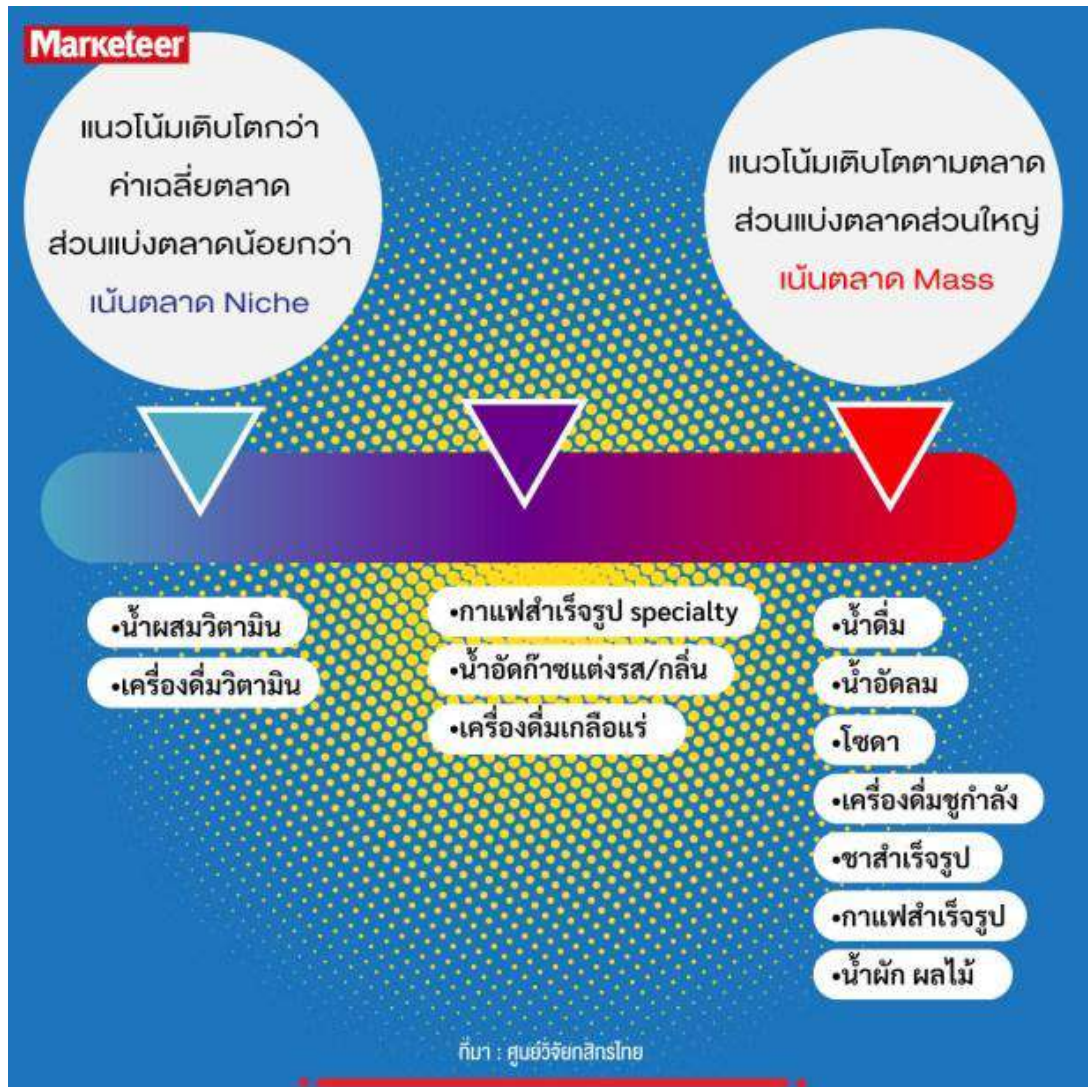 Marketeer
แนวโน้มเติบโตกว่า
ค่าเฉลี่ยตลาด
ส่วนแบ่งตลาดน้อยกว่า
เน้นตลาด Niche
แนวโน้มเติบโตตามตลาด
ส่วนแบ่งตลาดส่วนใหญ่
เน้นตลาด Mass
•น้ำผสมวิตามิน
•เครื่องดื่มวิตามิน
•กาแฟสำเร็จรูป specialty
•น้ำอัดก๊าซแต่งรส/กลิ่น
•เครื่องดื่มเกลือแร่
•น้ำดื่ม
•น้ำอัดลม
•โซดา
•เครื่องดื่มชูกำลัง
•ชาสำเร็จรูป
•กาแฟสำเร็จรูป
•น้ำผัก ผลไม้
ที่มา : ศูนย์วิจัยกสิกรไทย